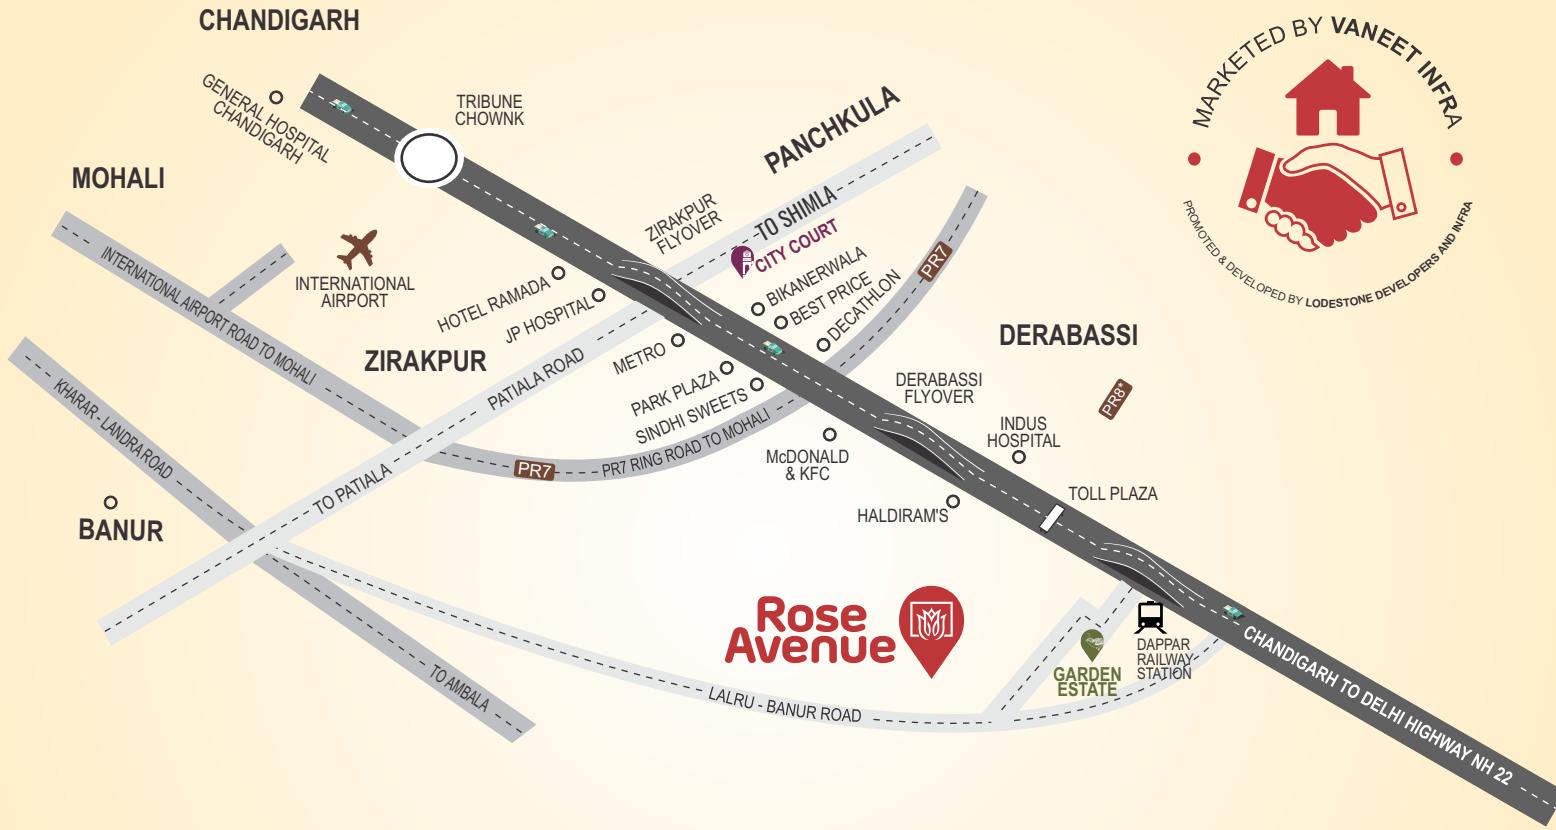 CHANDIGARH
GENERAL HOSPITAL
CHANDIGARH
TRIBUNE
CHOWNK
MOHALI
PANCHKULA
MARKETED BY VANEET INFRA
PROMOTED & DEVELOPED BY LODESTONE DEVELOPERS AND INFRA
INTERNATIONAL
AIRPORT
INTERNATIONAL AIRPORT ROAD TO MOHALI
ZIRAKPUR
FLYOVER
TO SHIMLA
CITY COURT
HOTEL RAMADA
JP HOSPITAL
BIKANERWALA
BEST PRICE
DECATHLON
PR7
ZIRAKPUR
METRO
PARK PLAZA
SINDHI SWEETS
PATIALA ROAD
DERABASSI
DERABASSI
FLYOVER
PR8*
INDUS
HOSPITAL
KHARAR - LANDRA ROAD
PR7
PR7 RING ROAD TO MOHALI
McDONALD
& KFC
TO PATIALA
HALDIRAM'S
TOLL PLAZA
BANUR
Rose
Avenue
GARDEN
ESTATE
DAPPAR
RAILWAY
STATION
TO AMBALA
LALRU - BANUR ROAD
CHANDIGARH TO DELHI HIGHWAY NH 22